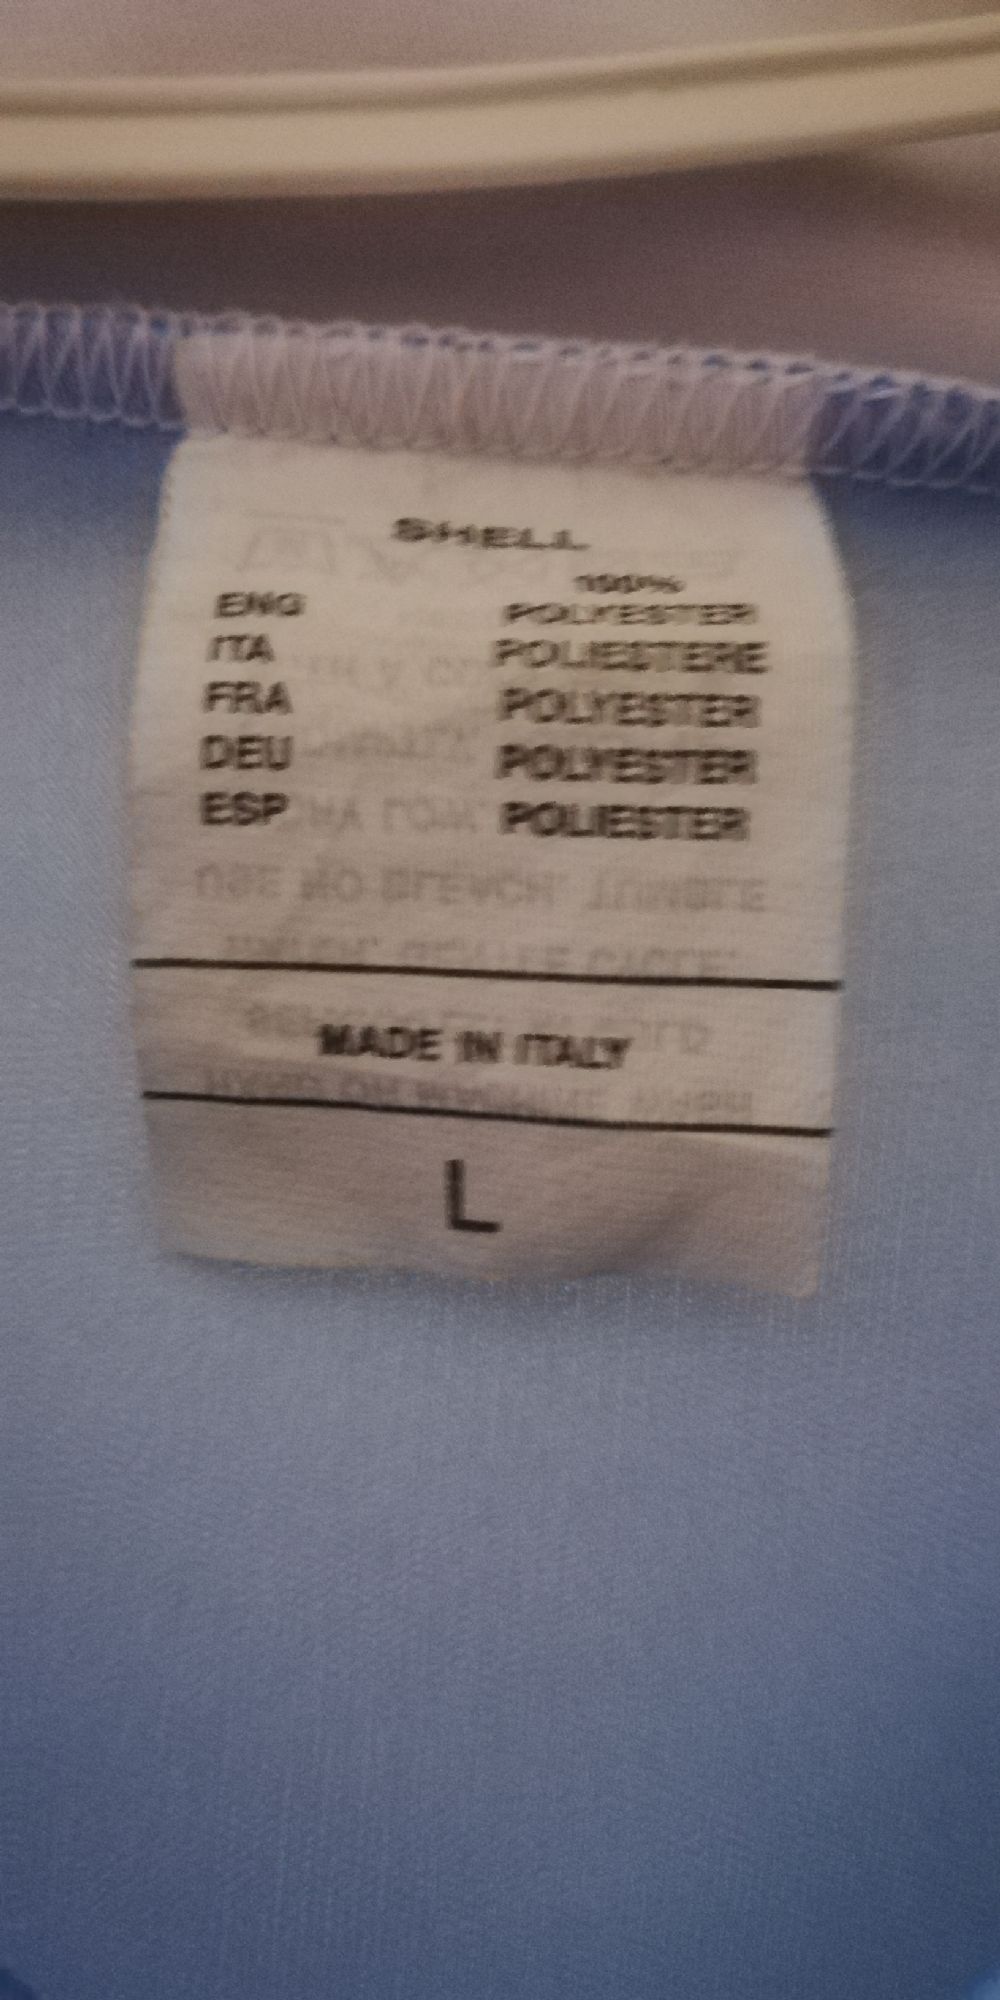 SHELL
100%
ENG POLYESTER
ITA POLIESTERE
FRA POLYESTER
DEU POLYESTER
ESP POLIESTER
MADE IN ITALY
L